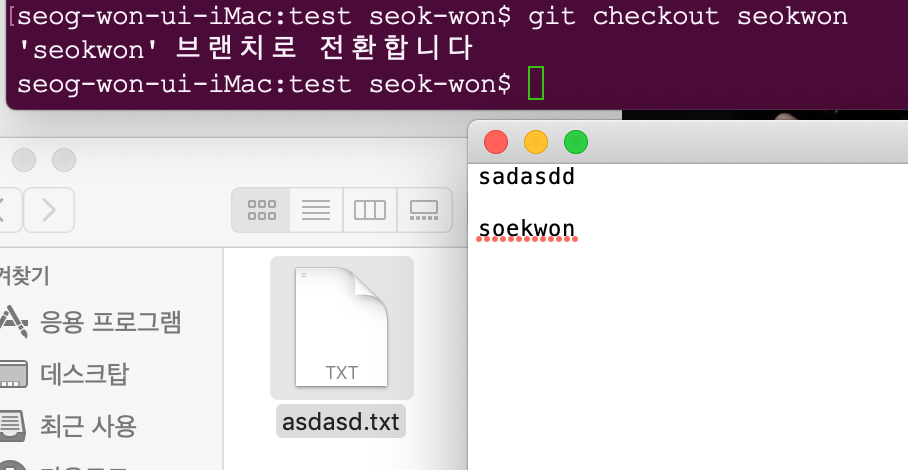 [seog-won-ui-iMac:test seok-won$ git checkout seokwon
'seokwon' 브랜치로 전환합니다
seog-won-ui-iMac:test seok-won$
sadasdd
soekwon
겨찾기
응용 프로그램
데스크탑
최근 사용
TXT
asdasd.txt